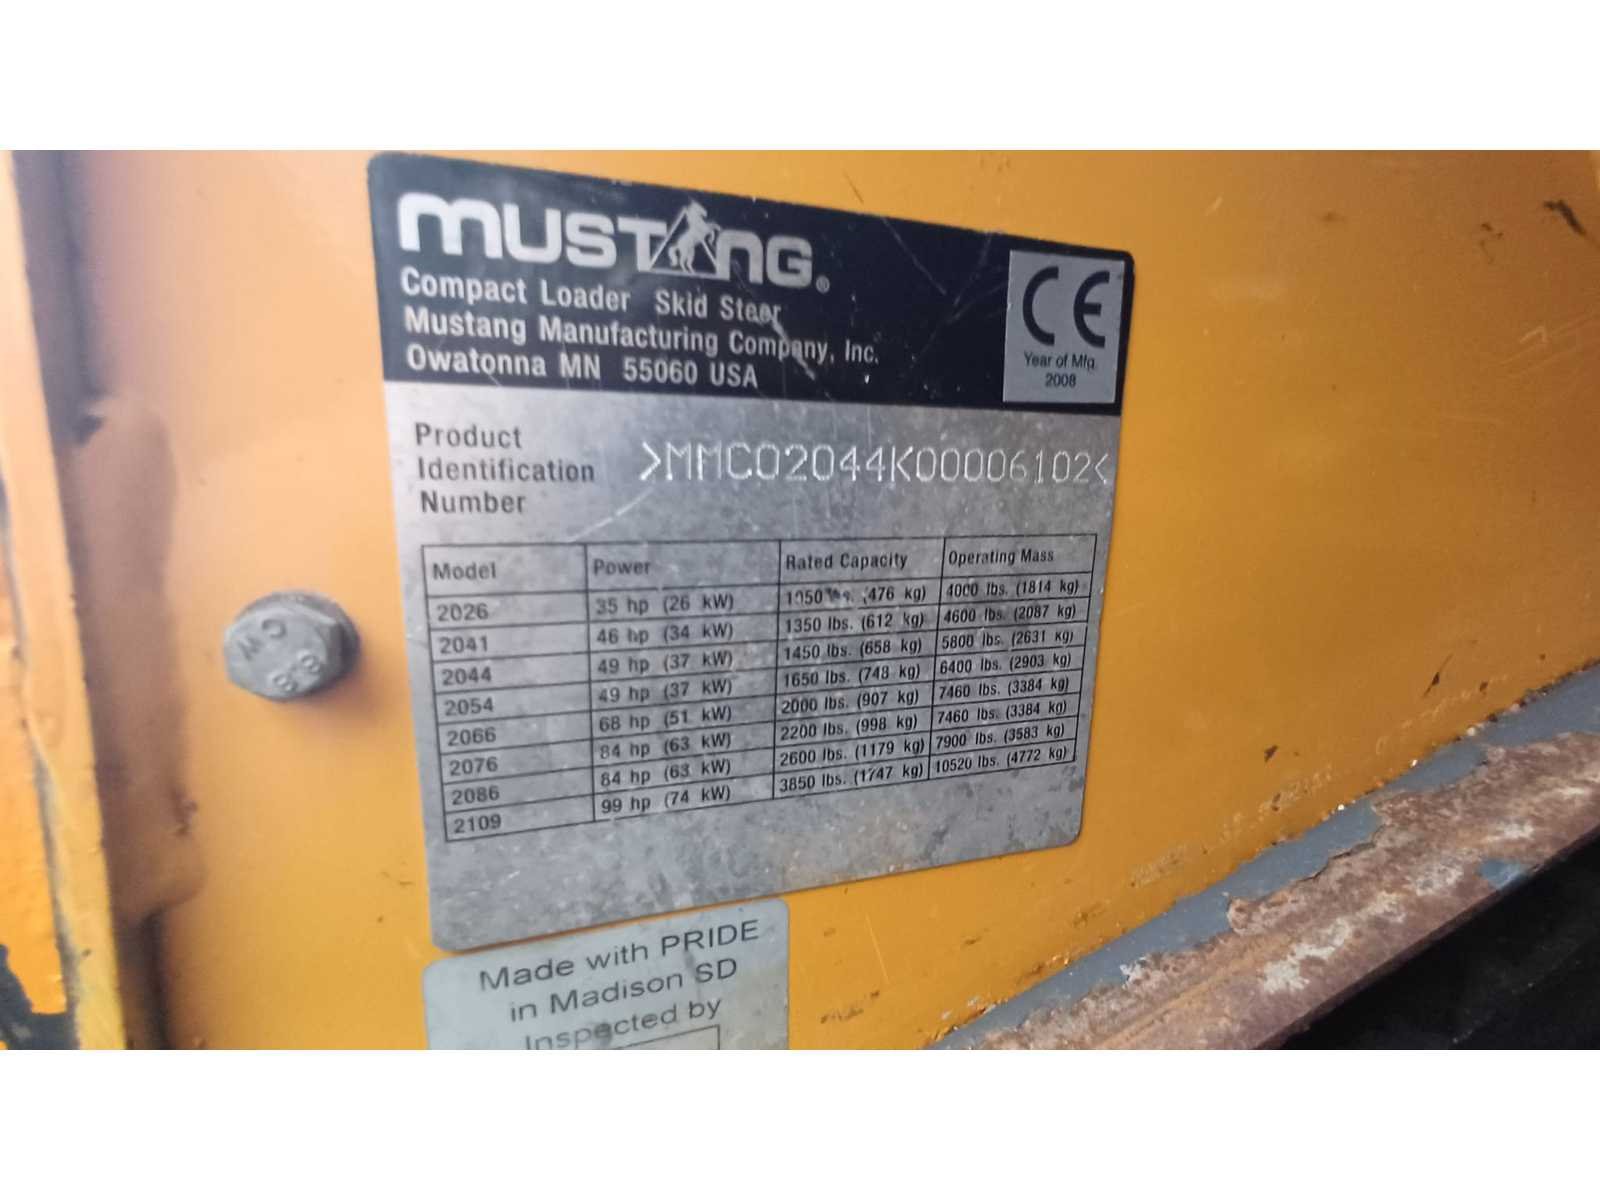 MUSTANG®
Compact Loader Skid Steer
Mustang Manufacturing Company, Inc.
Owatonna MN 55060 USA
CE
Year of Mfg.
2008
Product
Identification
Number
>MMC02044K00006102<
Model Power Rated Capacity Operating Mass
2026 35 hp (26 kW) 1050 (476 kg) 4000 lbs. (1814 kg)
2041 46 hp (34 kW) 1350 lbs. (612 kg) 4600 lbs. (2087 kg)
2044 49 hp (37 kW) 1450 lbs. (658 kg) 5800 lbs. (2631 kg)
2054 49 hp (37 kW) 1650 lbs. (748 kg) 6400 lbs. (2903 kg)
2066 68 hp (51 kW) 2000 lbs. (907 kg) 7460 lbs. (3384 kg)
2076 84 hp (63 kW) 2200 lbs. (998 kg) 7460 lbs. (3384 kg)
2086 84 hp (63 kW) 2600 lbs. (1179 kg) 7900 lbs. (3583 kg)
2109 99 hp (74 kW) 3850 lbs. (1747 kg) 10520 lbs. (4772 kg)
8.8
Made with PRIDE
in Madison SD
Inspected by